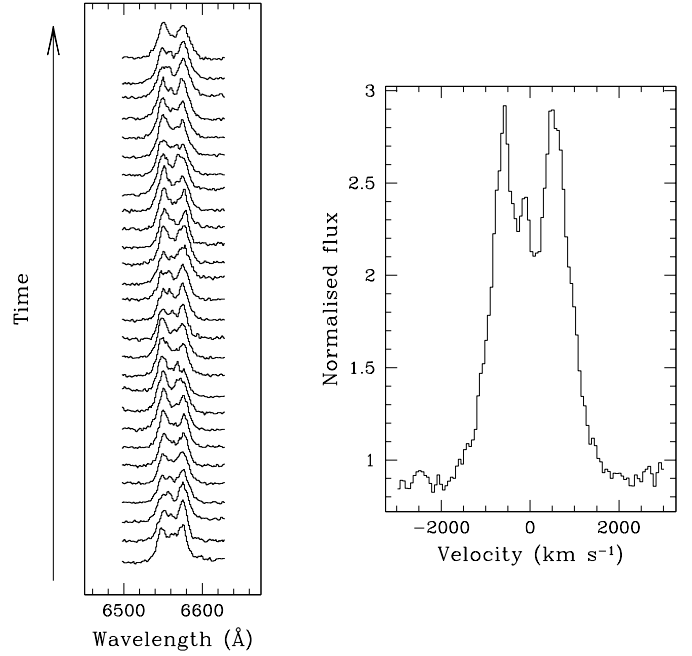 Time
6500 6600
Wavelength (Å)
3
2.5
2
1.5
1
Normalised flux
−2000 0 2000
Velocity (km s⁻¹)